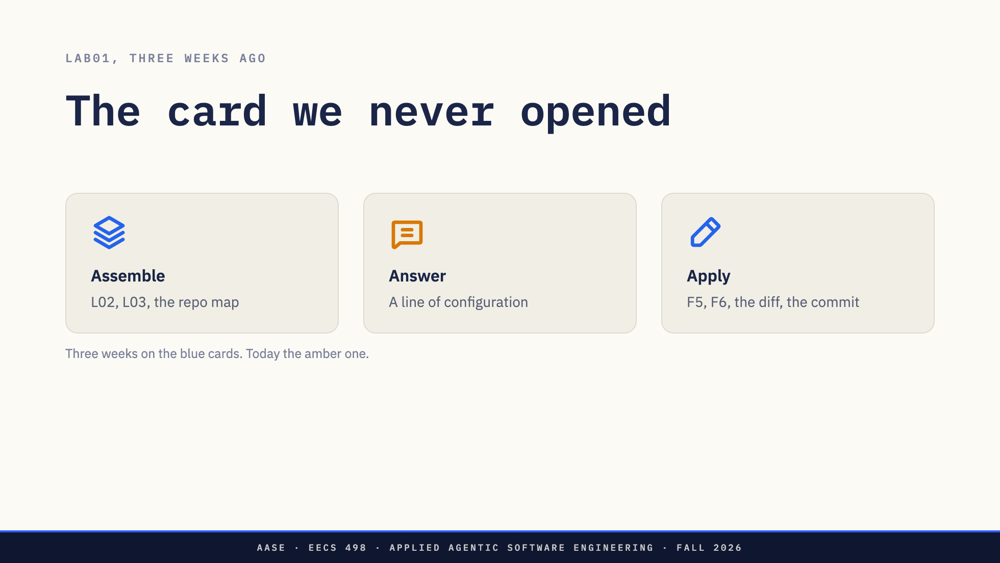 LAB01, THREE WEEKS AGO
The card we never opened
Assemble
L02, L03, the repo map
Answer
A line of configuration
Apply
F5, F6, the diff, the commit
Three weeks on the blue cards. Today the amber one.
AASE · EECS 498 · APPLIED AGENTIC SOFTWARE ENGINEERING · FALL 2026